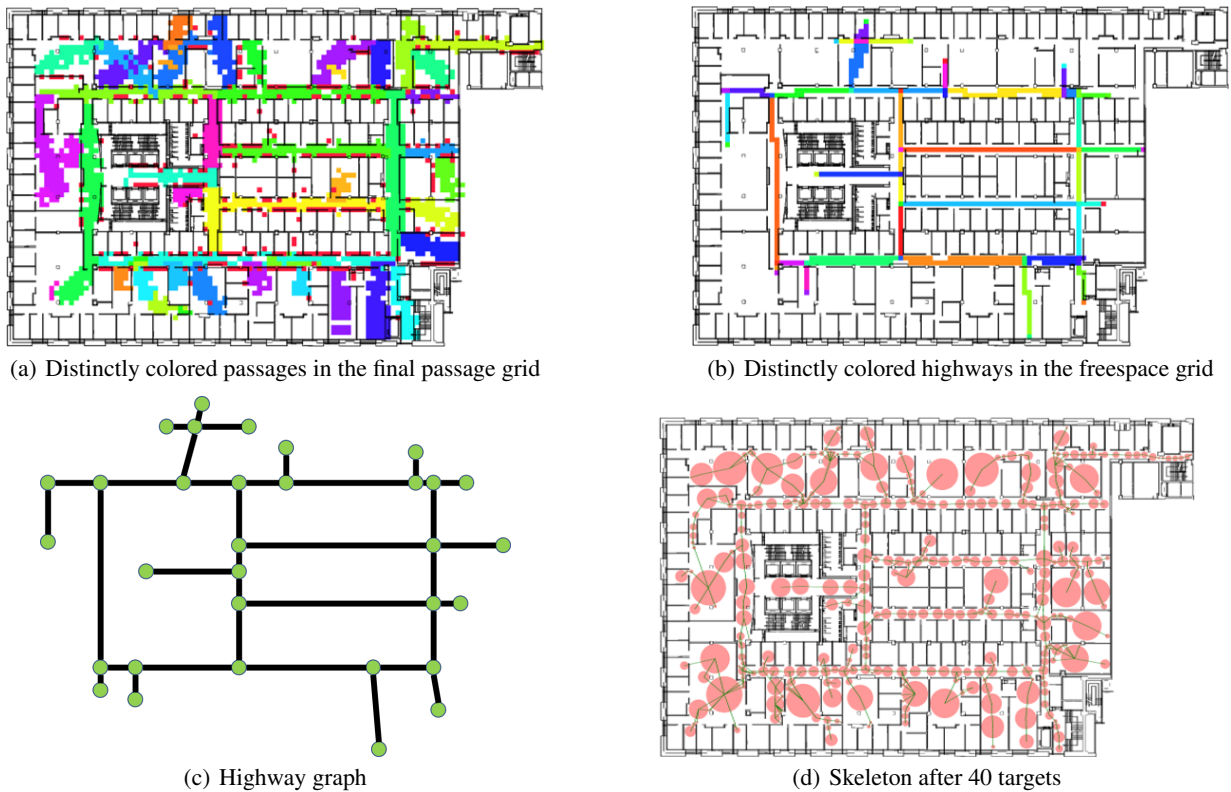 (a) Distinctly colored passages in the final passage grid
(b) Distinctly colored highways in the freespace grid
(c) Highway graph
(d) Skeleton after 40 targets